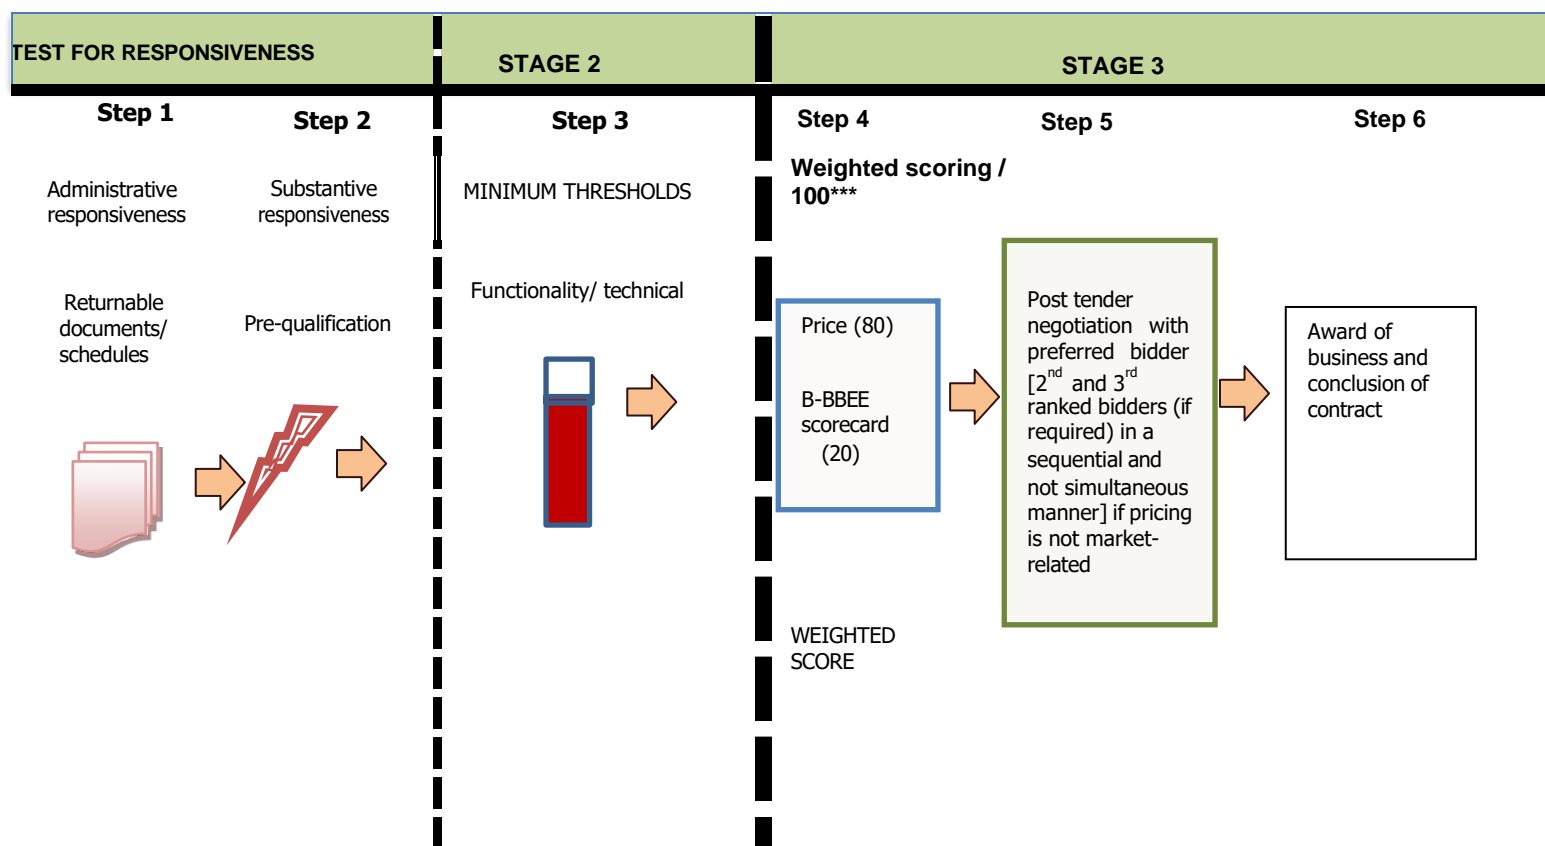 TEST FOR RESPONSIVENESS
STAGE 2
STAGE 3
Step 1
Step 2
Step 3
Step 4
Step 5
Step 6
Administrative
responsiveness
Substantive
responsiveness
MINIMUM THRESHOLDS
Weighted scoring /
100***
Returnable
documents/
schedules
Pre-qualification
Functionality/ technical
Price (80)
B-BBEE
scorecard
(20)
Post tender
negotiation with
preferred bidder
[2nd and 3rd
ranked bidders (if
required) in a
sequential and
not simultaneous
manner] if pricing
is not market-
related
Award of
business and
conclusion of
contract
WEIGHTED
SCORE